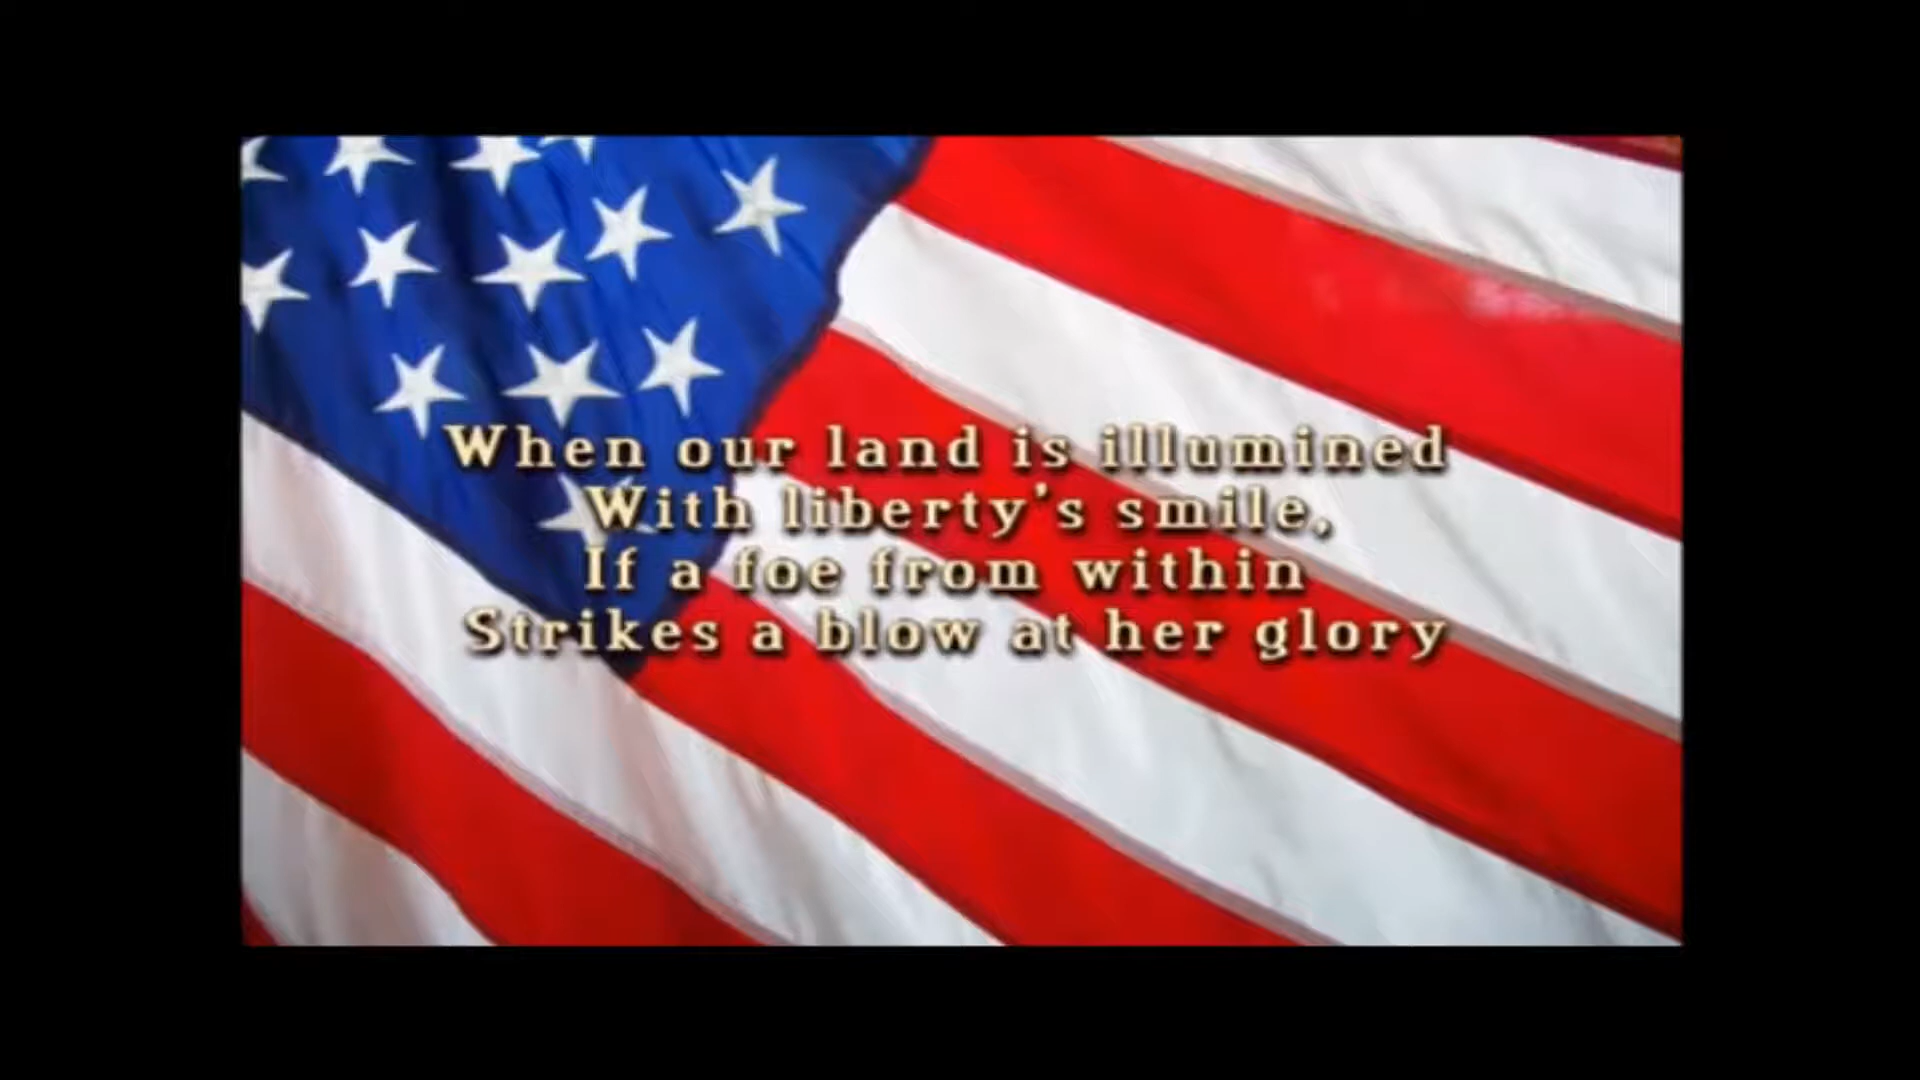 When our land is illumined
With liberty's smile,
If a foe from within
Strikes a blow at her glory